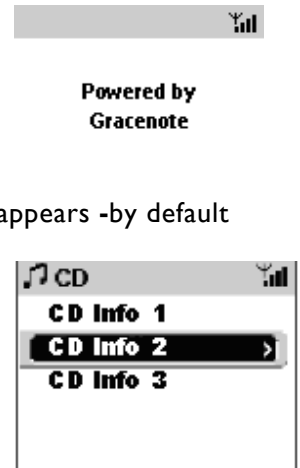 Powered by
Gracenote
appears -by default
CD
CD Info 1
CD Info 2 >
CD Info 3